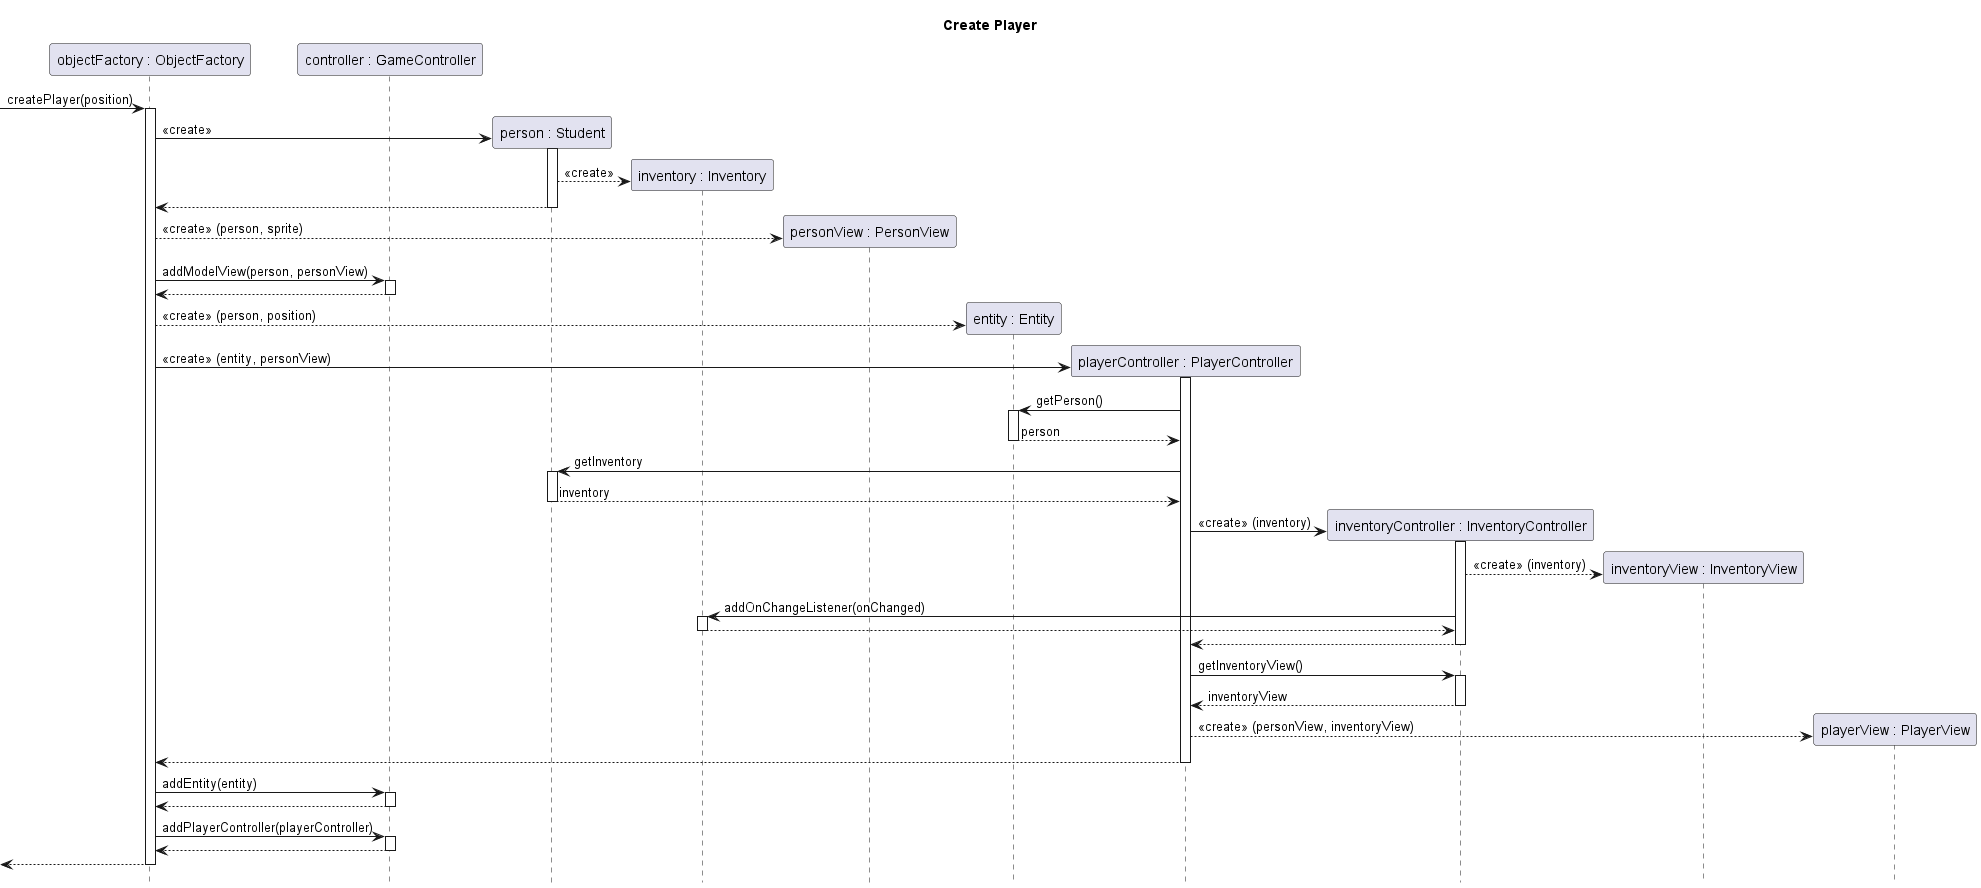 Create Player
objectFactory : ObjectFactory
controller : GameController
createPlayer(position)
«create»
person : Student
«create»
inventory : Inventory
«create» (person, sprite)
personView : PersonView
addModelView(person, personView)
«create» (person, position)
entity : Entity
«create» (entity, personView)
playerController : PlayerController
getPerson()
person
getInventory
inventory
«create» (inventory)
inventoryController : InventoryController
«create» (inventory)
inventoryView : InventoryView
addOnChangeListener(onChanged)
getInventoryView()
inventoryView
«create» (personView, inventoryView)
playerView : PlayerView
addEntity(entity)
addPlayerController(playerController)